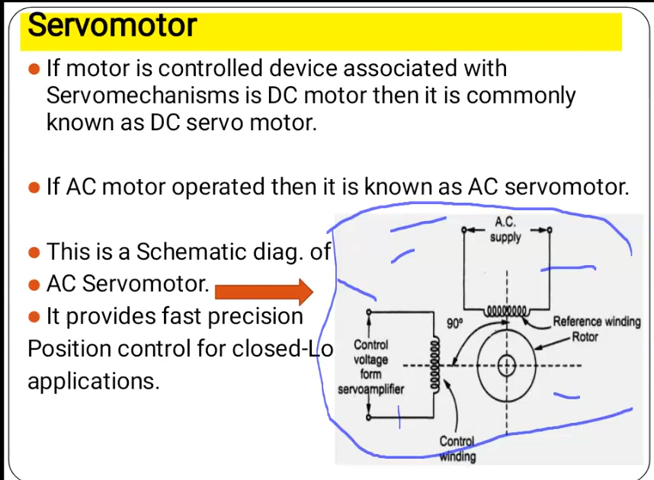 Servomotor
● If motor is controlled device associated with
Servomechanisms is DC motor then it is commonly
known as DC servo motor.
● If AC motor operated then it is known as AC servomotor.
● This is a Schematic diag. of
● AC Servomotor.
● It provides fast precision
Position control for closed-Lo
applications.
A.C.
supply
90°
Reference winding
Rotor
Control
voltage
form
servoamplifier
Control
winding